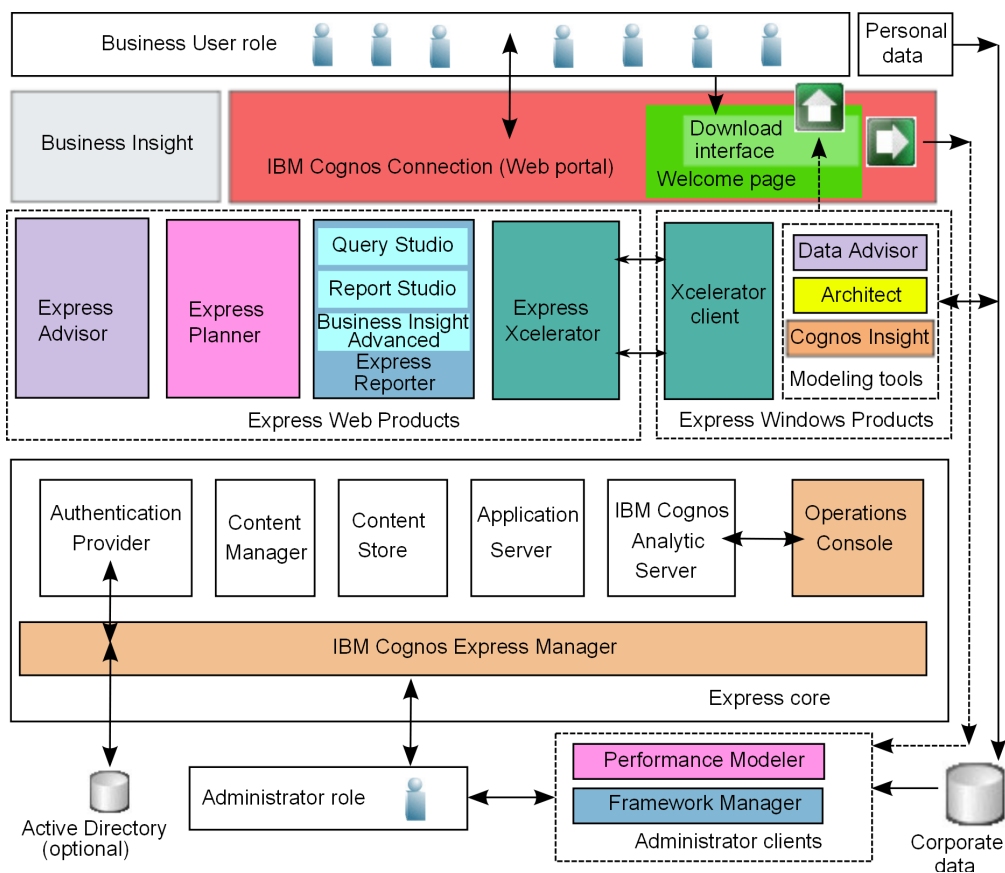 Business User role
Personal
data
Business Insight
IBM Cognos Connection (Web portal)
Download
interface
Welcome page
Express
Advisor
Express
Planner
Query Studio
Report Studio
Business Insight
Advanced
Express
Reporter
Express
Xcelerator
Express Web Products
Xcelerator
client
Data Advisor
Architect
Cognos Insight
Modeling tools
Express Windows Products
Authentication
Provider
Content
Manager
Content
Store
Application
Server
IBM Cognos
Analytic
Server
Operations
Console
IBM Cognos Express Manager
Express core
Active Directory
(optional)
Administrator role
Performance Modeler
Framework Manager
Administrator clients
Corporate
data